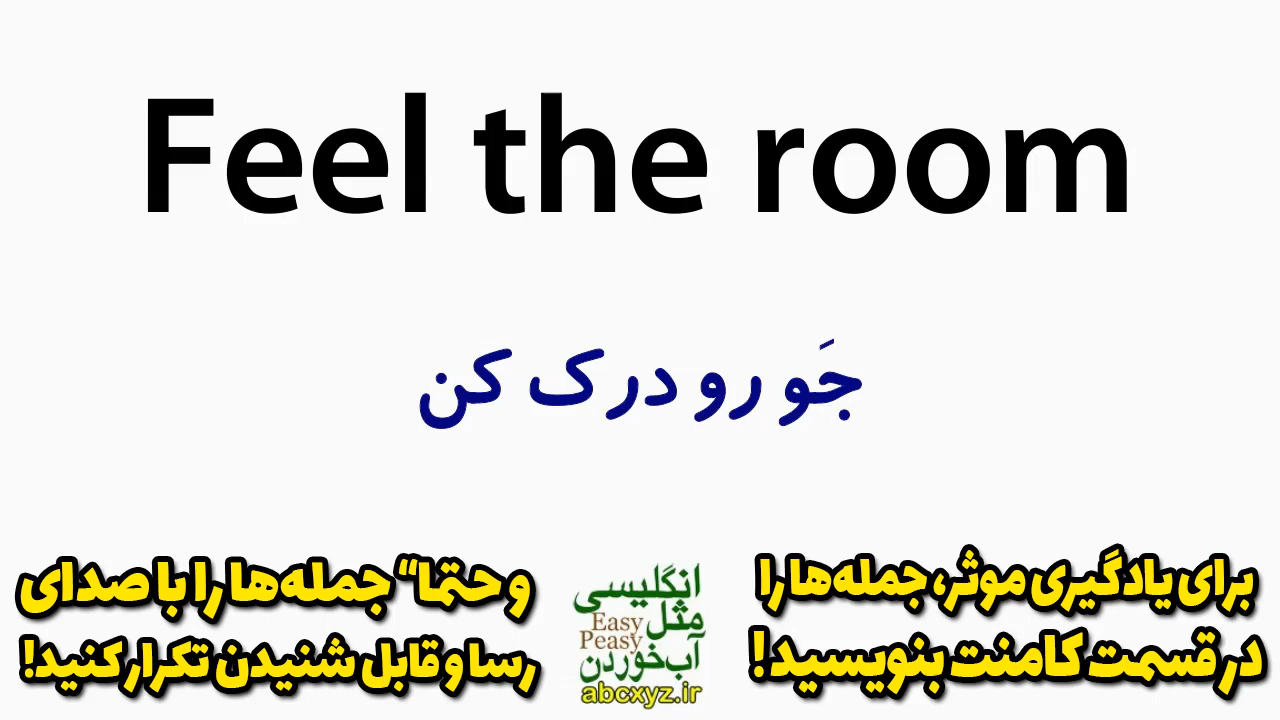 Feel the room
جَو رو درک کن
برای یادگیری موثر، جمله‌ها را
در قسمت کامنت بنویسید!
انگلیسی
مثل
Easy
Peasy
آب‌خوردن
abcxyz.ir
و حتما“ جمله‌ها را با صدای
رسا و قابل شنیدن تکرار کنید!